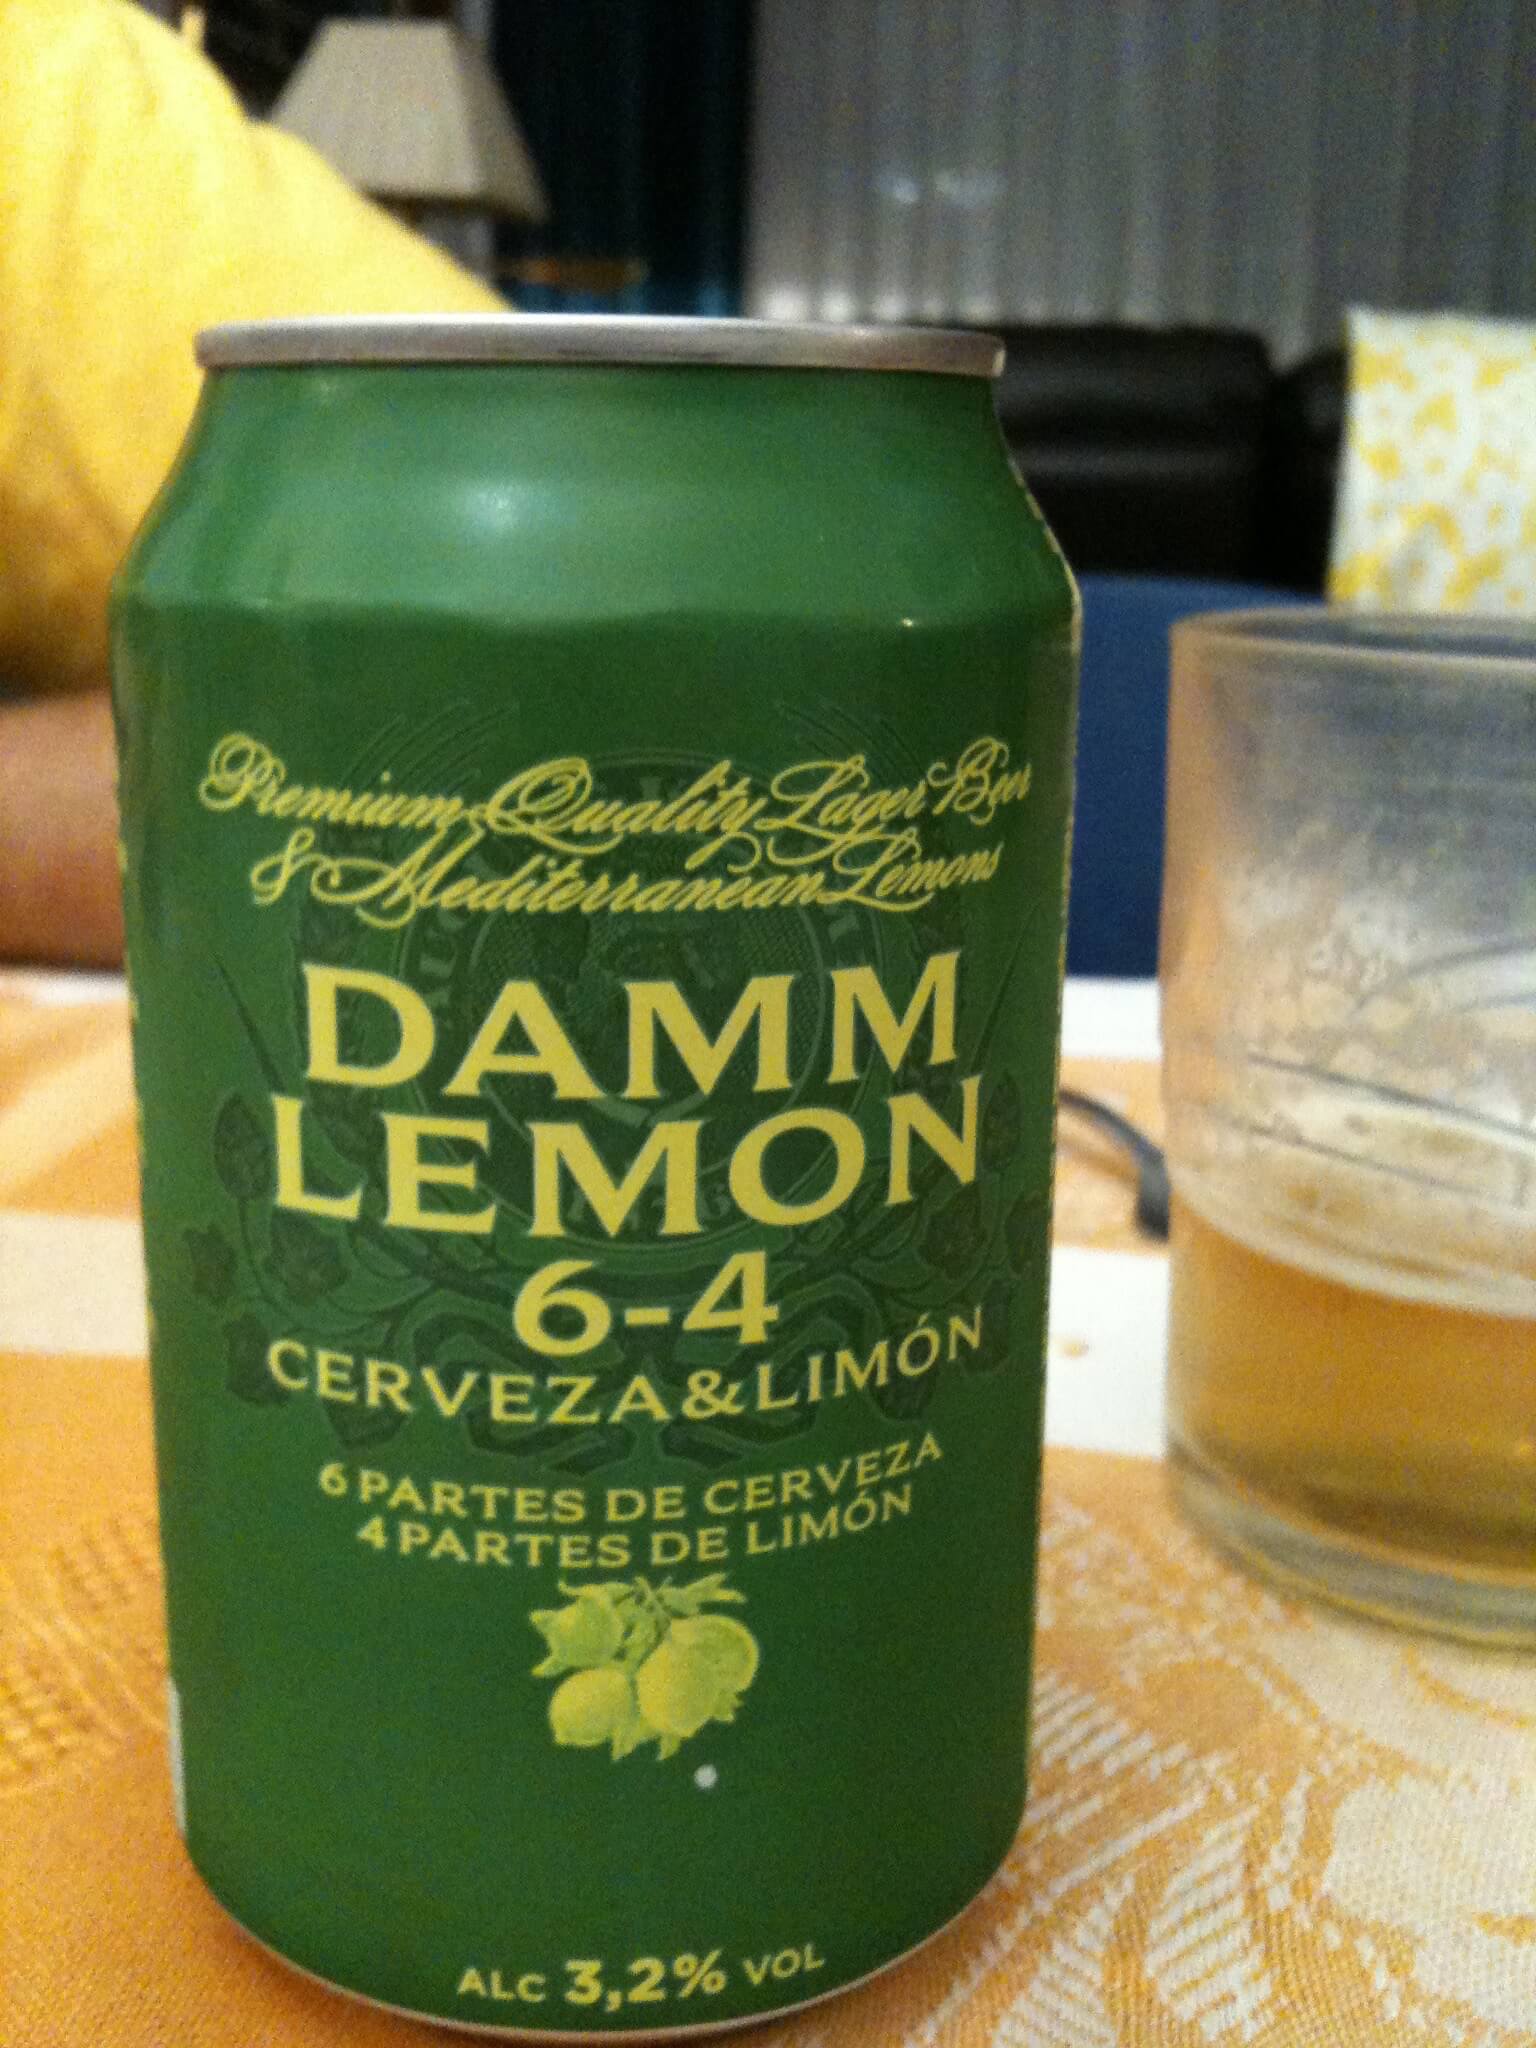 Premium Quality Lager Beer
& Mediterranean Lemons
DAMM
LEMON
6-4
CERVEZA&LIMÓN
6 PARTES DE CERVEZA
4 PARTES DE LIMÓN
ALC 3,2% VOL